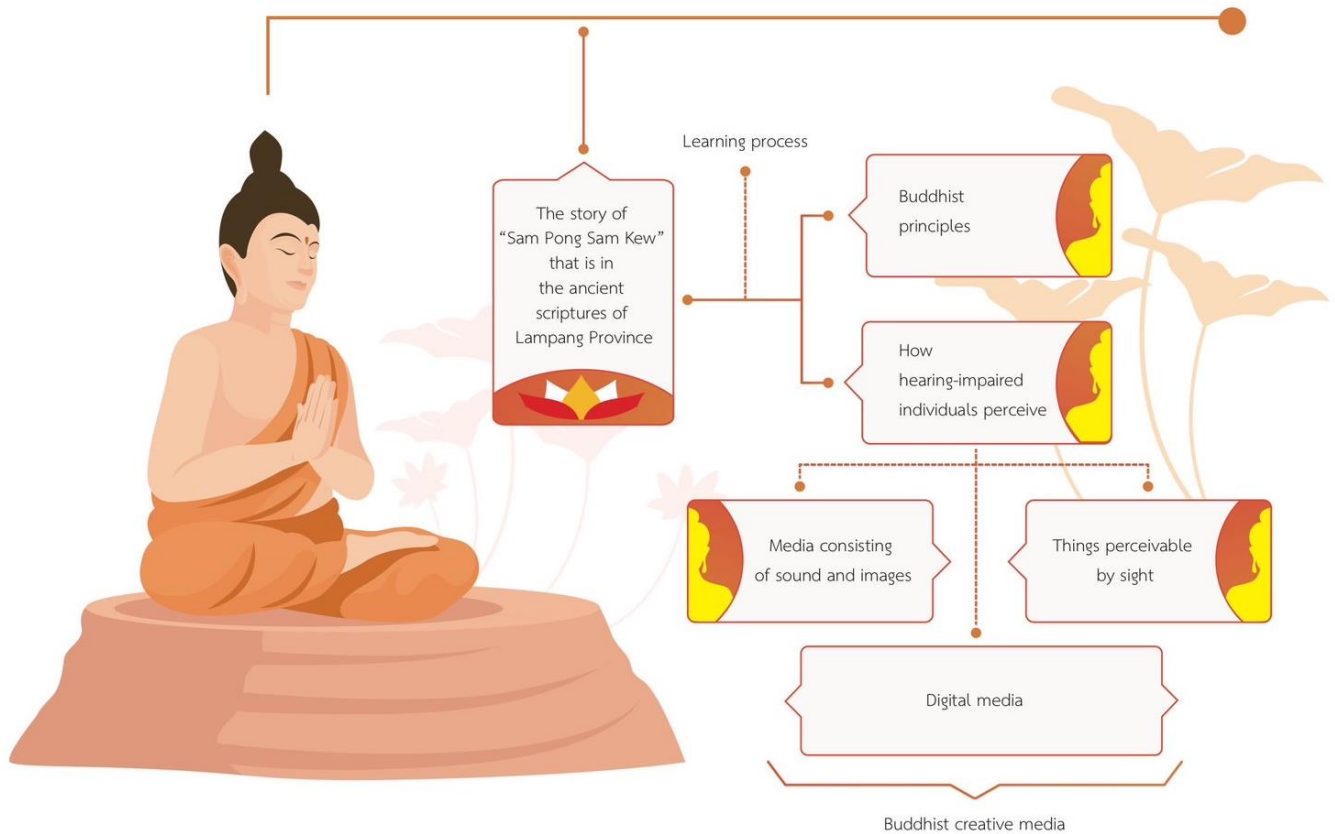 Learning process
The story of
“Sam Pong Sam Kew”
that is in
the ancient
scriptures of
Lampang Province
Buddhist
principles
How
hearing-impaired
individuals perceive
Media consisting
of sound and images
Things perceivable
by sight
Digital media
Buddhist creative media